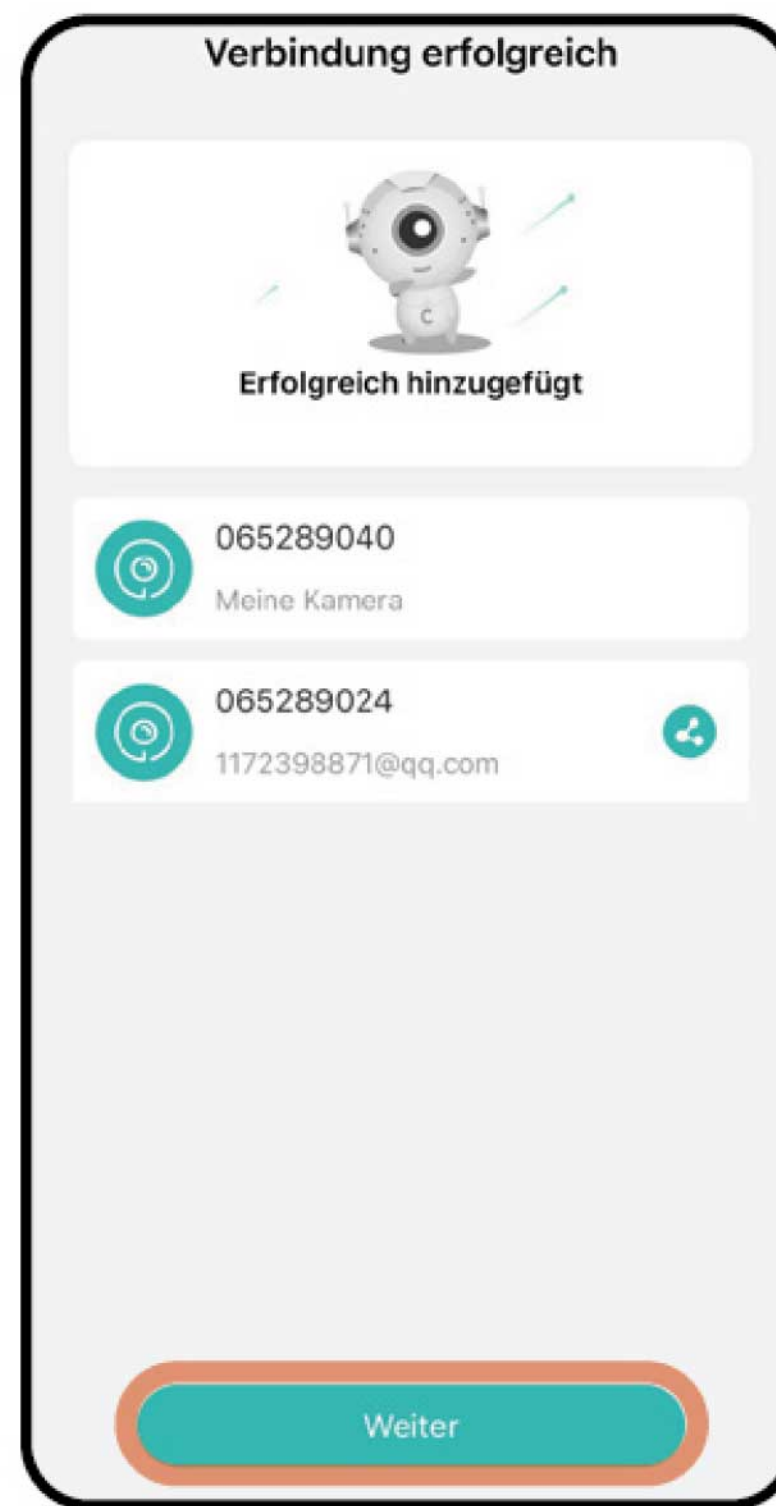 Verbindung erfolgreich
C
Erfolgreich hinzugefügt
065289040
Meine Kamera
065289024
1172398871@qq.com
Weiter